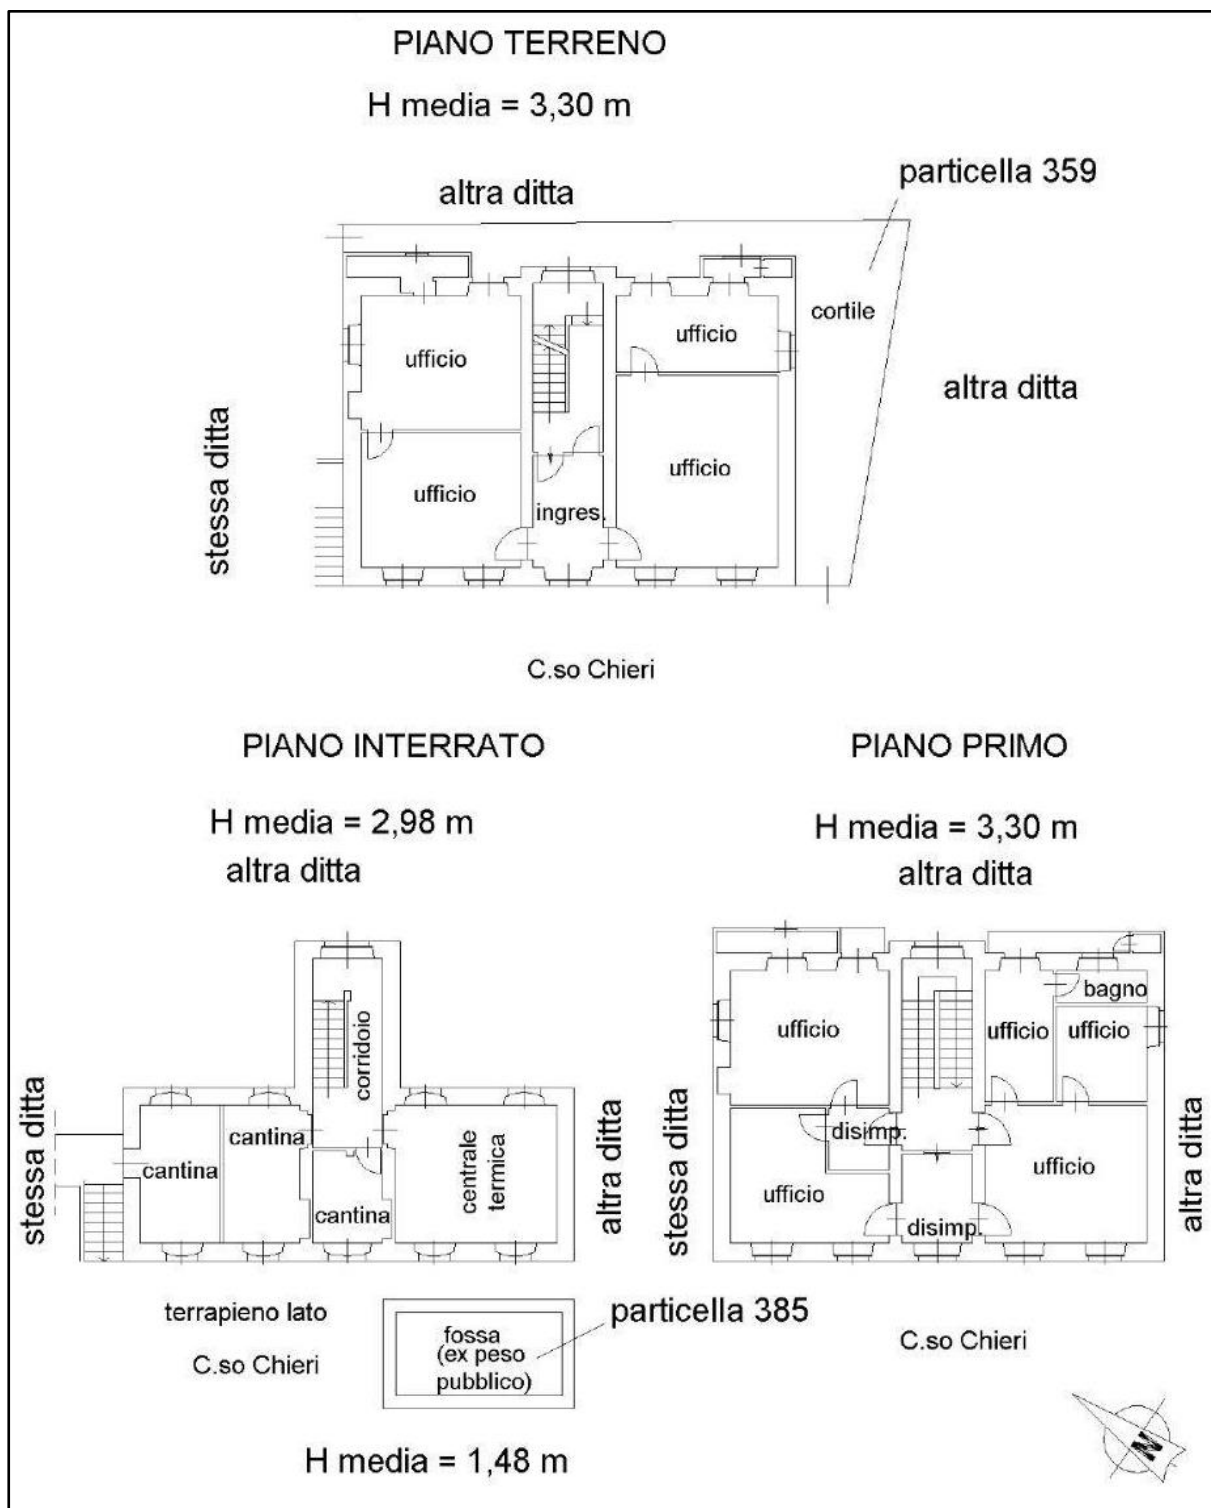 PIANO TERRENO
H media = 3,30 m
altra ditta
particella 359
cortile
ufficio
ufficio
altra ditta
stessa ditta
ufficio
ufficio
ingres.
C.so Chieri
PIANO INTERRATO
H media = 2,98 m
altra ditta
corridoio
stessa ditta
cantina
cantina
cantina
centrale
termica
altra ditta
terrapieno lato
C.so Chieri
fossa
(ex peso
pubblico)
particella 385
H media = 1,48 m
PIANO PRIMO
H media = 3,30 m
altra ditta
bagno
ufficio
ufficio
ufficio
stessa ditta
disimp.
ufficio
ufficio
disimp.
altra ditta
C.so Chieri
N